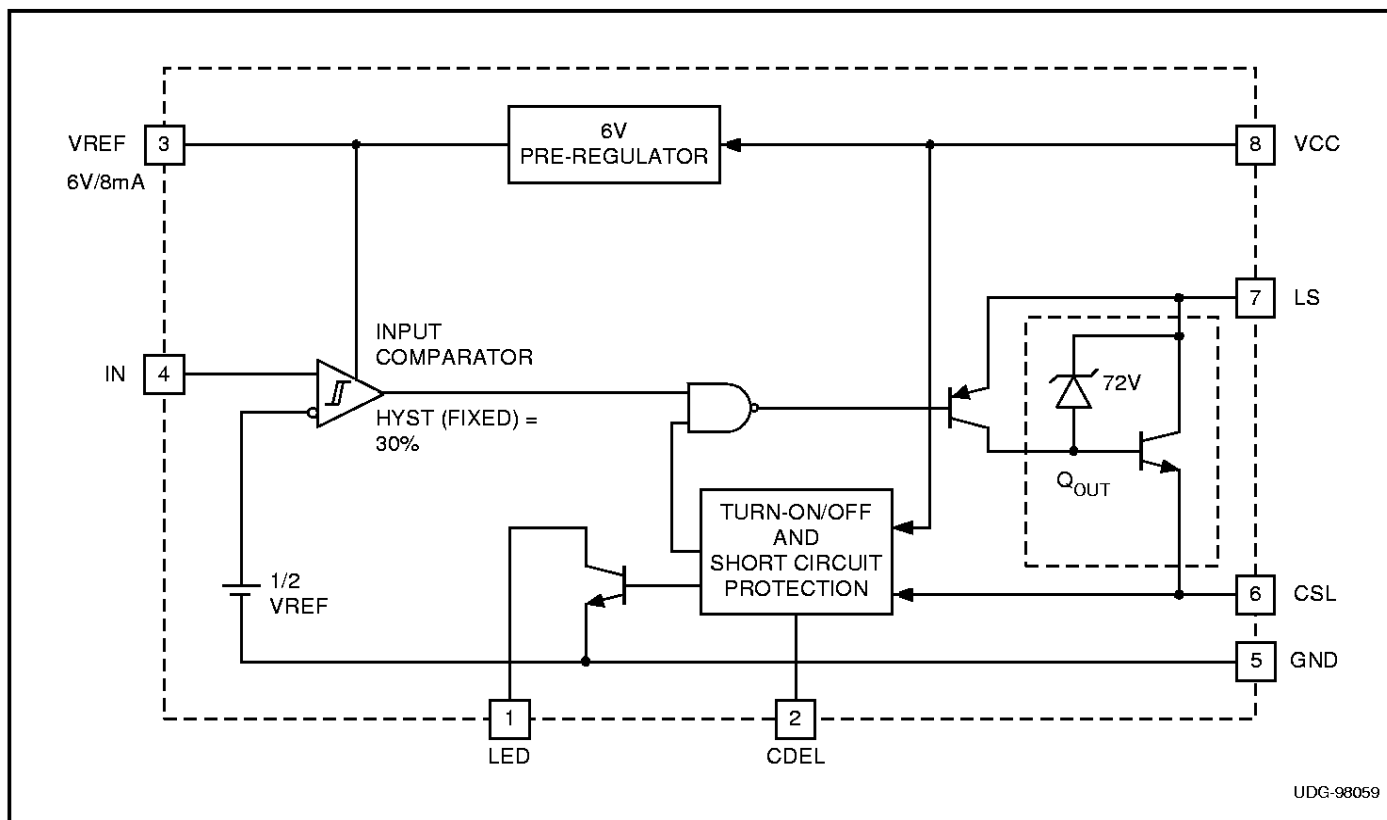 6V
PRE-REGULATOR
VREF
3
6V/8mA
8
VCC
7
LS
INPUT
COMPARATOR
IN
4
HYST (FIXED) =
30%
72V
QOUT
TURN-ON/OFF
AND
SHORT CIRCUIT
PROTECTION
1/2
VREF
6
CSL
5
GND
1
LED
2
CDEL
UDG-98059